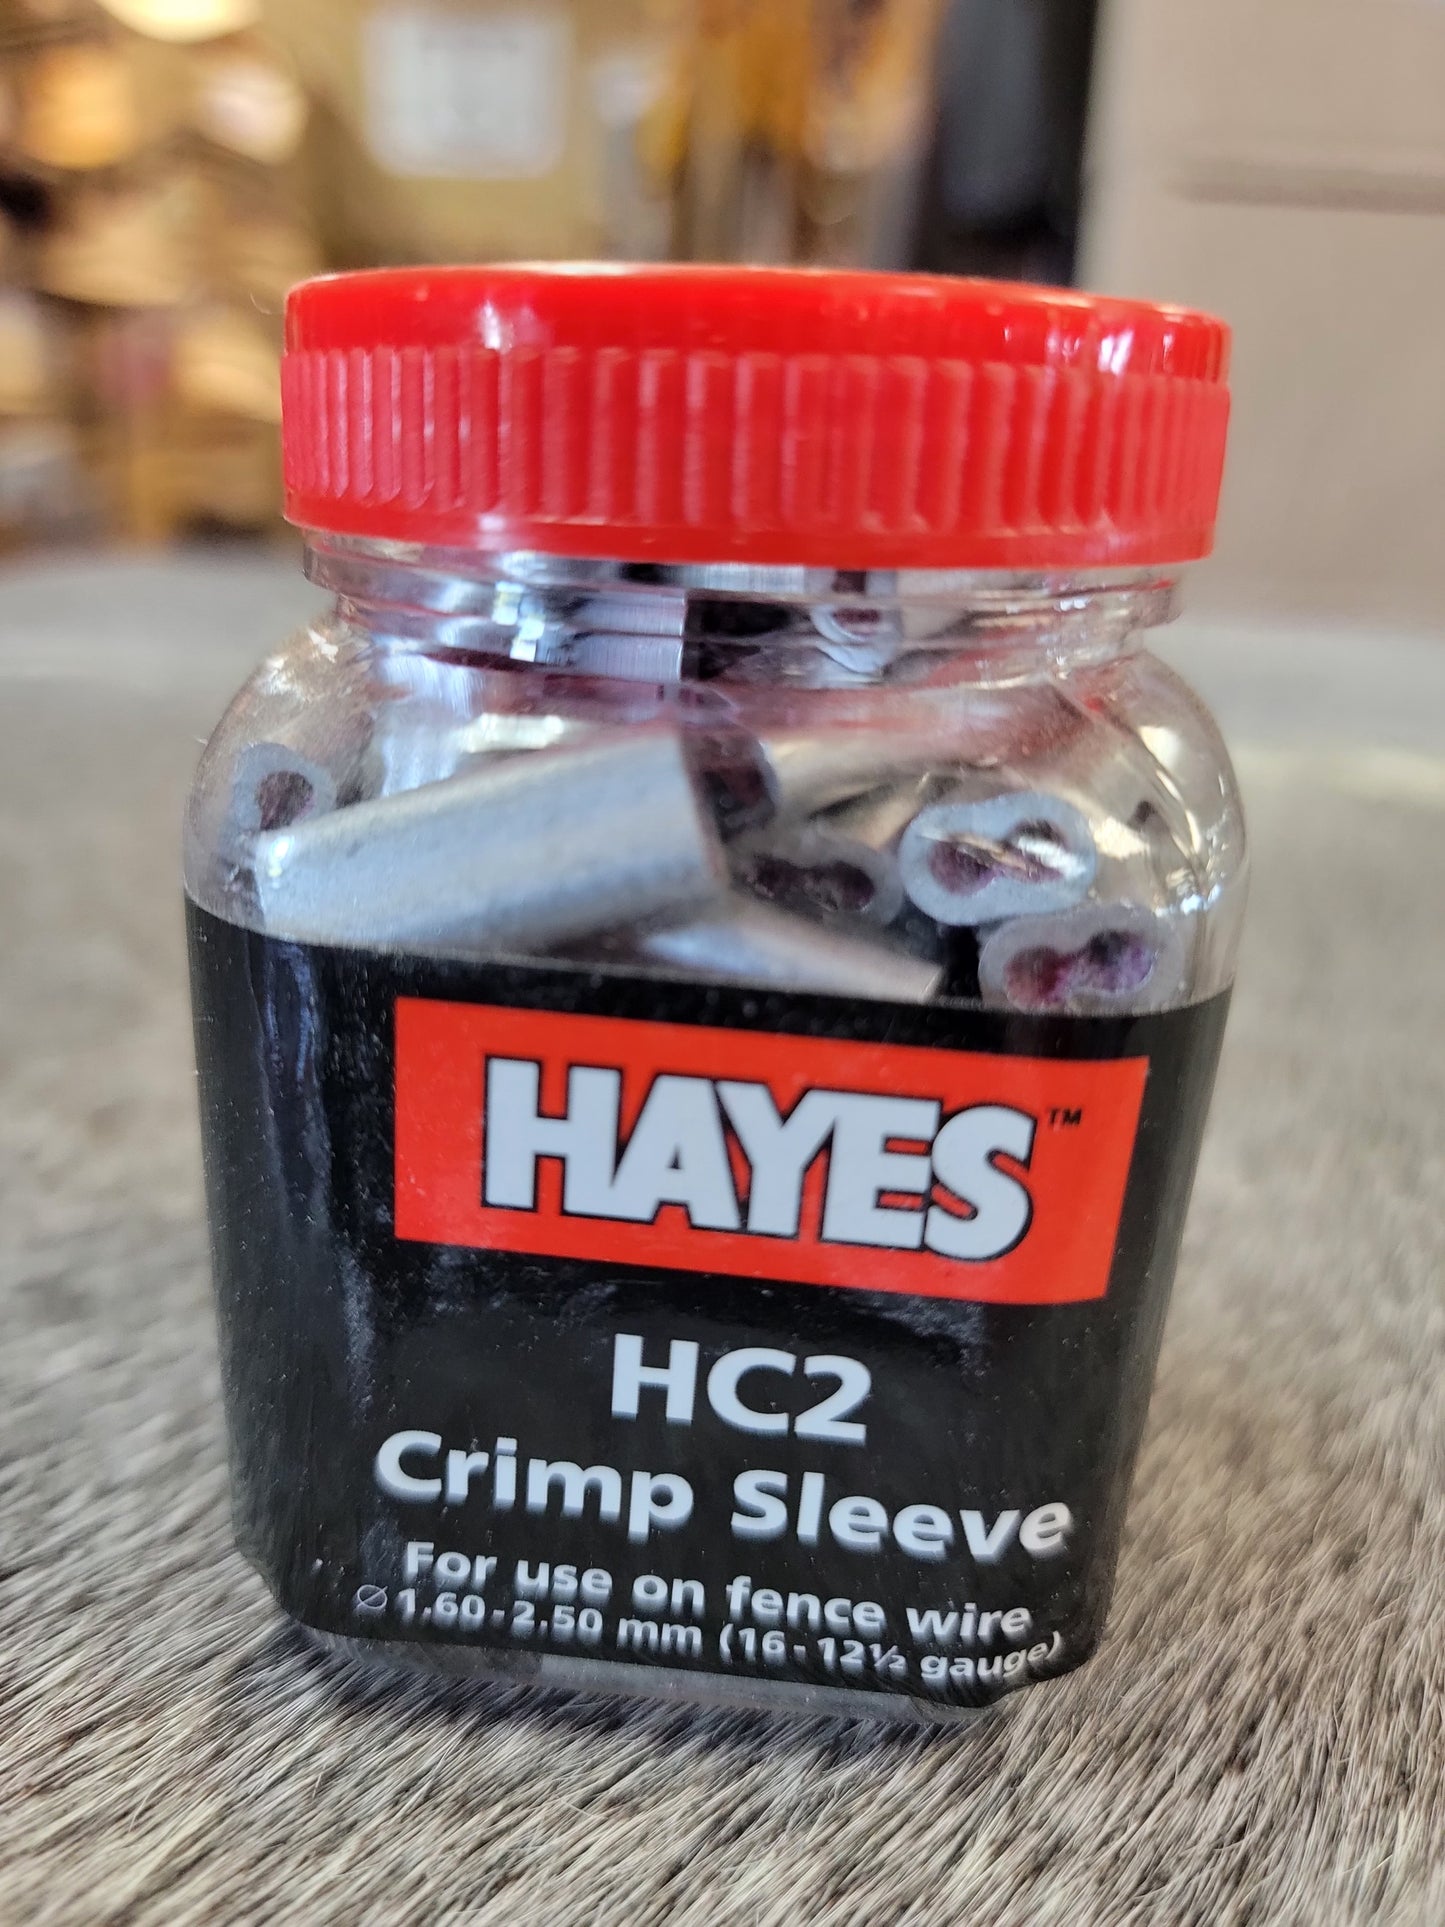 HAYES™
HC2
Crimp Sleeve
For use on fence wire
⌀ 1.60 - 2.50 mm (16 - 12½ gauge)